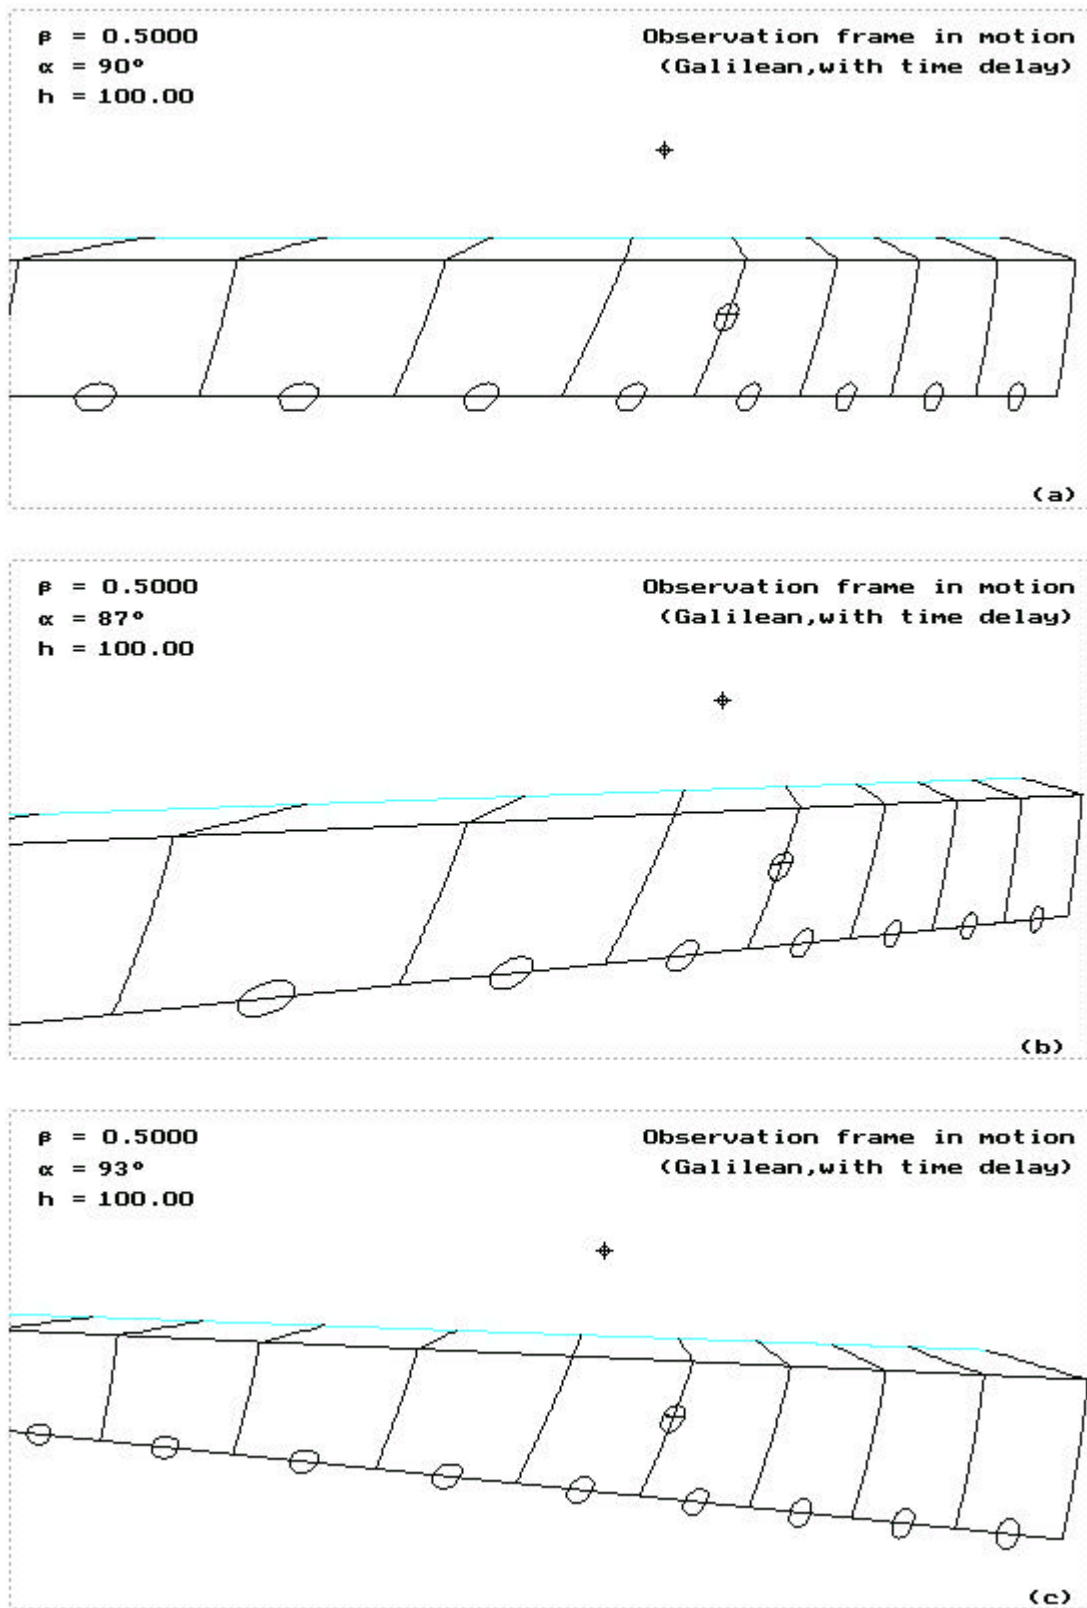 β = 0.5000
Observation frame in motion
α = 90°
(Galilean,with time delay)
h = 100.00
(a)
β = 0.5000
Observation frame in motion
α = 87°
(Galilean,with time delay)
h = 100.00
(b)
β = 0.5000
Observation frame in motion
α = 93°
(Galilean,with time delay)
h = 100.00
(c)